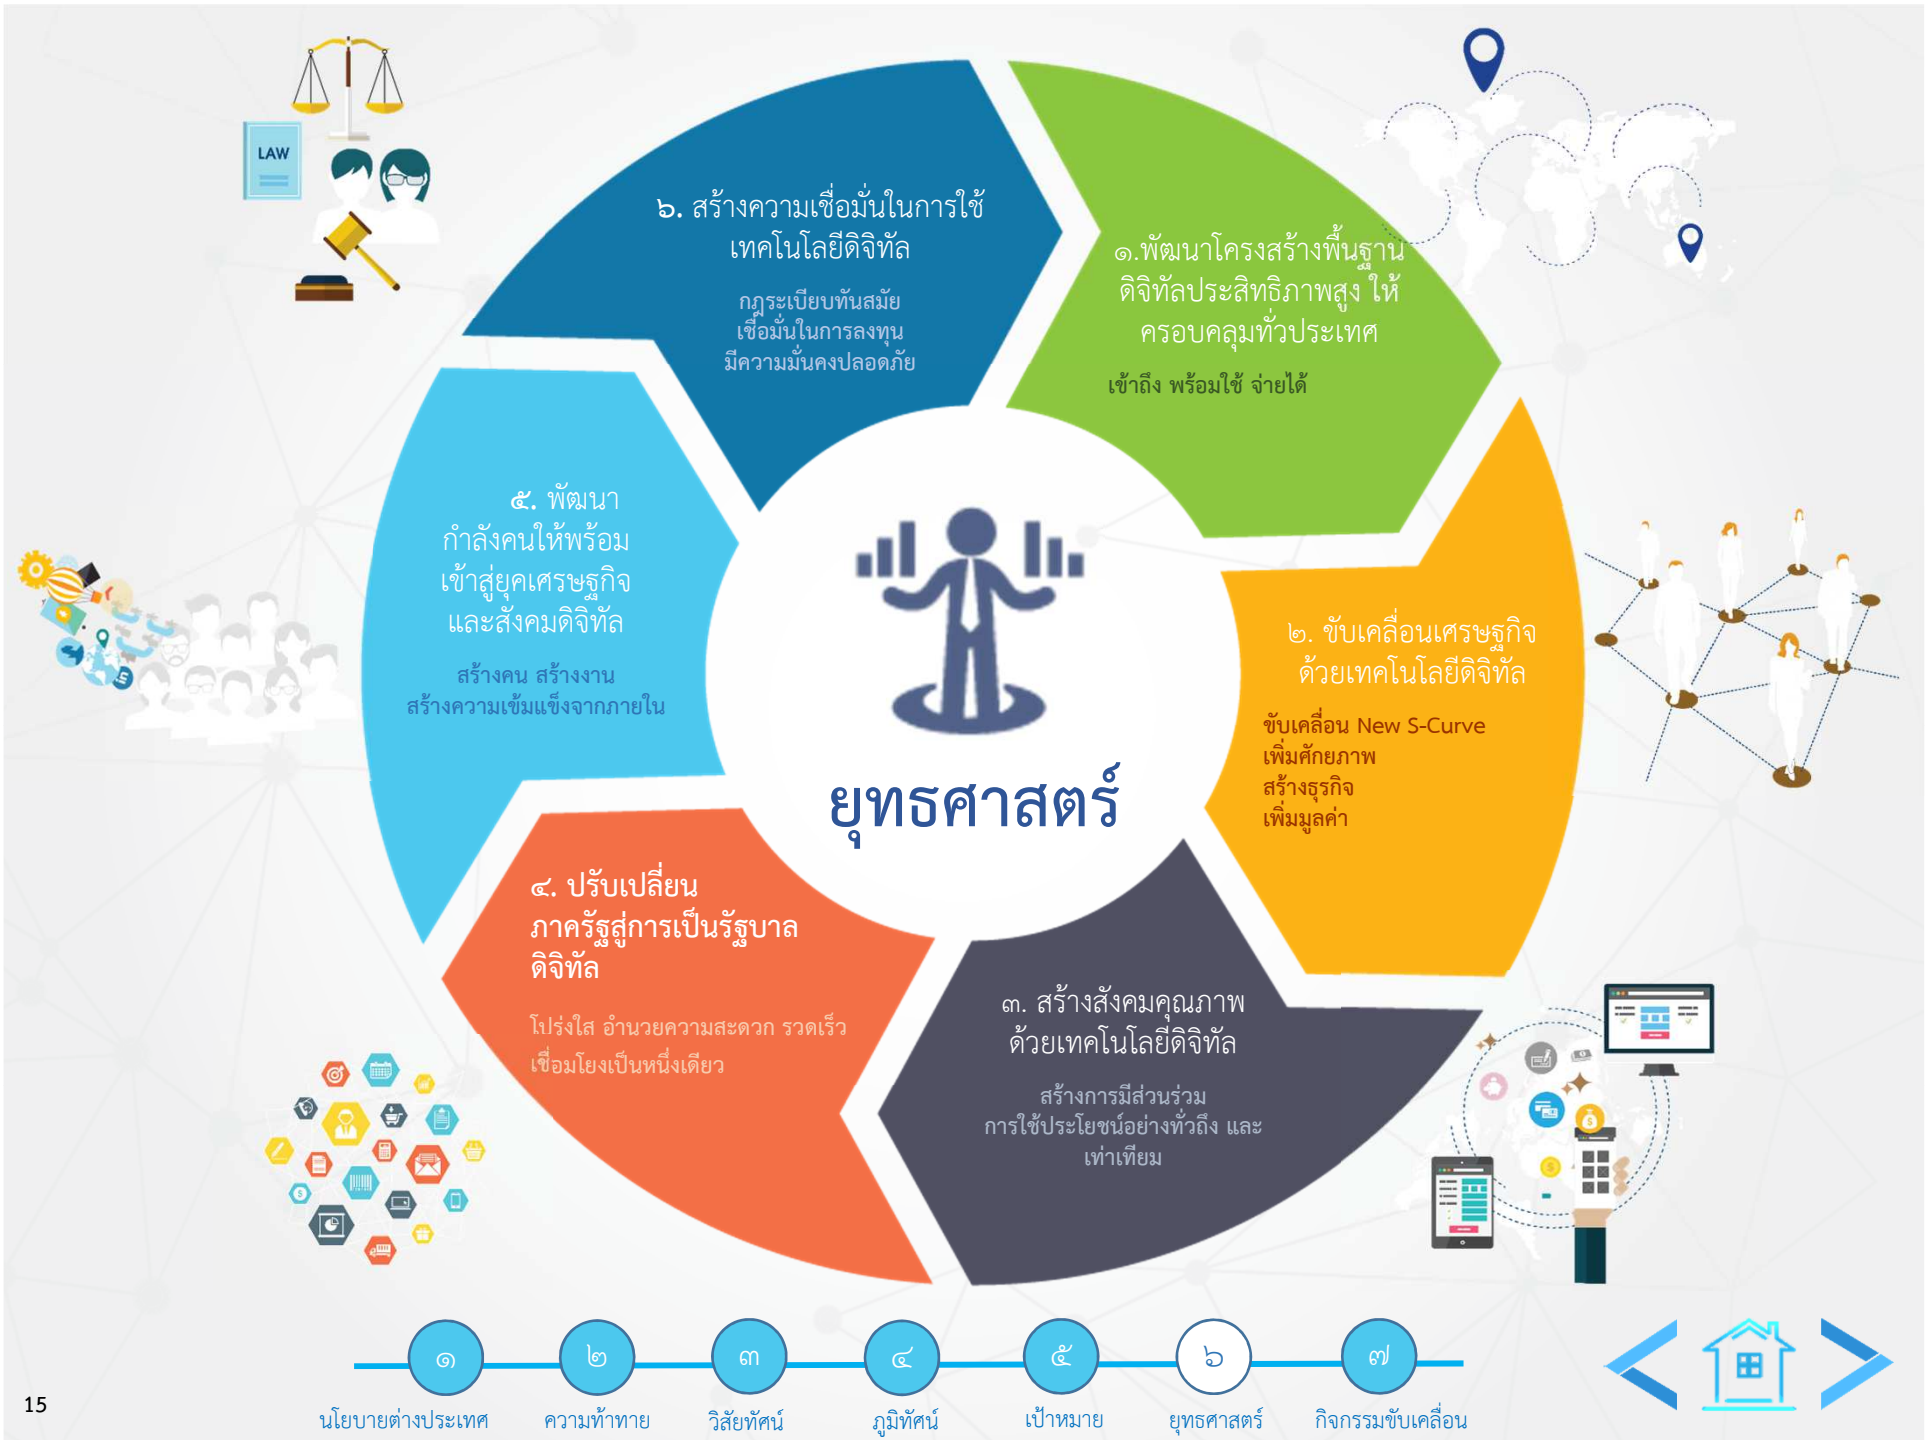 LAW
๖. สร้างความเชื่อมั่นในการใช้
เทคโนโลยีดิจิทัล
กฎระเบียบทันสมัย
เชื่อมั่นในการลงทุน
มีความมั่นคงปลอดภัย
๑.พัฒนาโครงสร้างพื้นฐาน
ดิจิทัลประสิทธิภาพสูง ให้
ครอบคลุมทั่วประเทศ
เข้าถึง พร้อมใช้ จ่ายได้
๒. ขับเคลื่อนเศรษฐกิจ
ด้วยเทคโนโลยีดิจิทัล
ขับเคลื่อน New S-Curve
เพิ่มศักยภาพ
สร้างธุรกิจ
เพิ่มมูลค่า
๓. สร้างสังคมคุณภาพ
ด้วยเทคโนโลยีดิจิทัล
สร้างการมีส่วนร่วม
การใช้ประโยชน์อย่างทั่วถึง และ
เท่าเทียม
๔. ปรับเปลี่ยน
ภาครัฐสู่การเป็นรัฐบาล
ดิจิทัล
โปร่งใส อำนวยความสะดวก รวดเร็ว
เชื่อมโยงเป็นหนึ่งเดียว
๕. พัฒนา
กำลังคนให้พร้อม
เข้าสู่ยุคเศรษฐกิจ
และสังคมดิจิทัล
สร้างคน สร้างงาน
สร้างความเข้มแข็งจากภายใน
ยุทธศาสตร์
๑ ๒ ๓ ๔ ๕ ๖ ๗
นโยบายต่างประเทศ ความท้าทาย วิสัยทัศน์ ภูมิทัศน์ เป้าหมาย ยุทธศาสตร์ กิจกรรมขับเคลื่อน
15